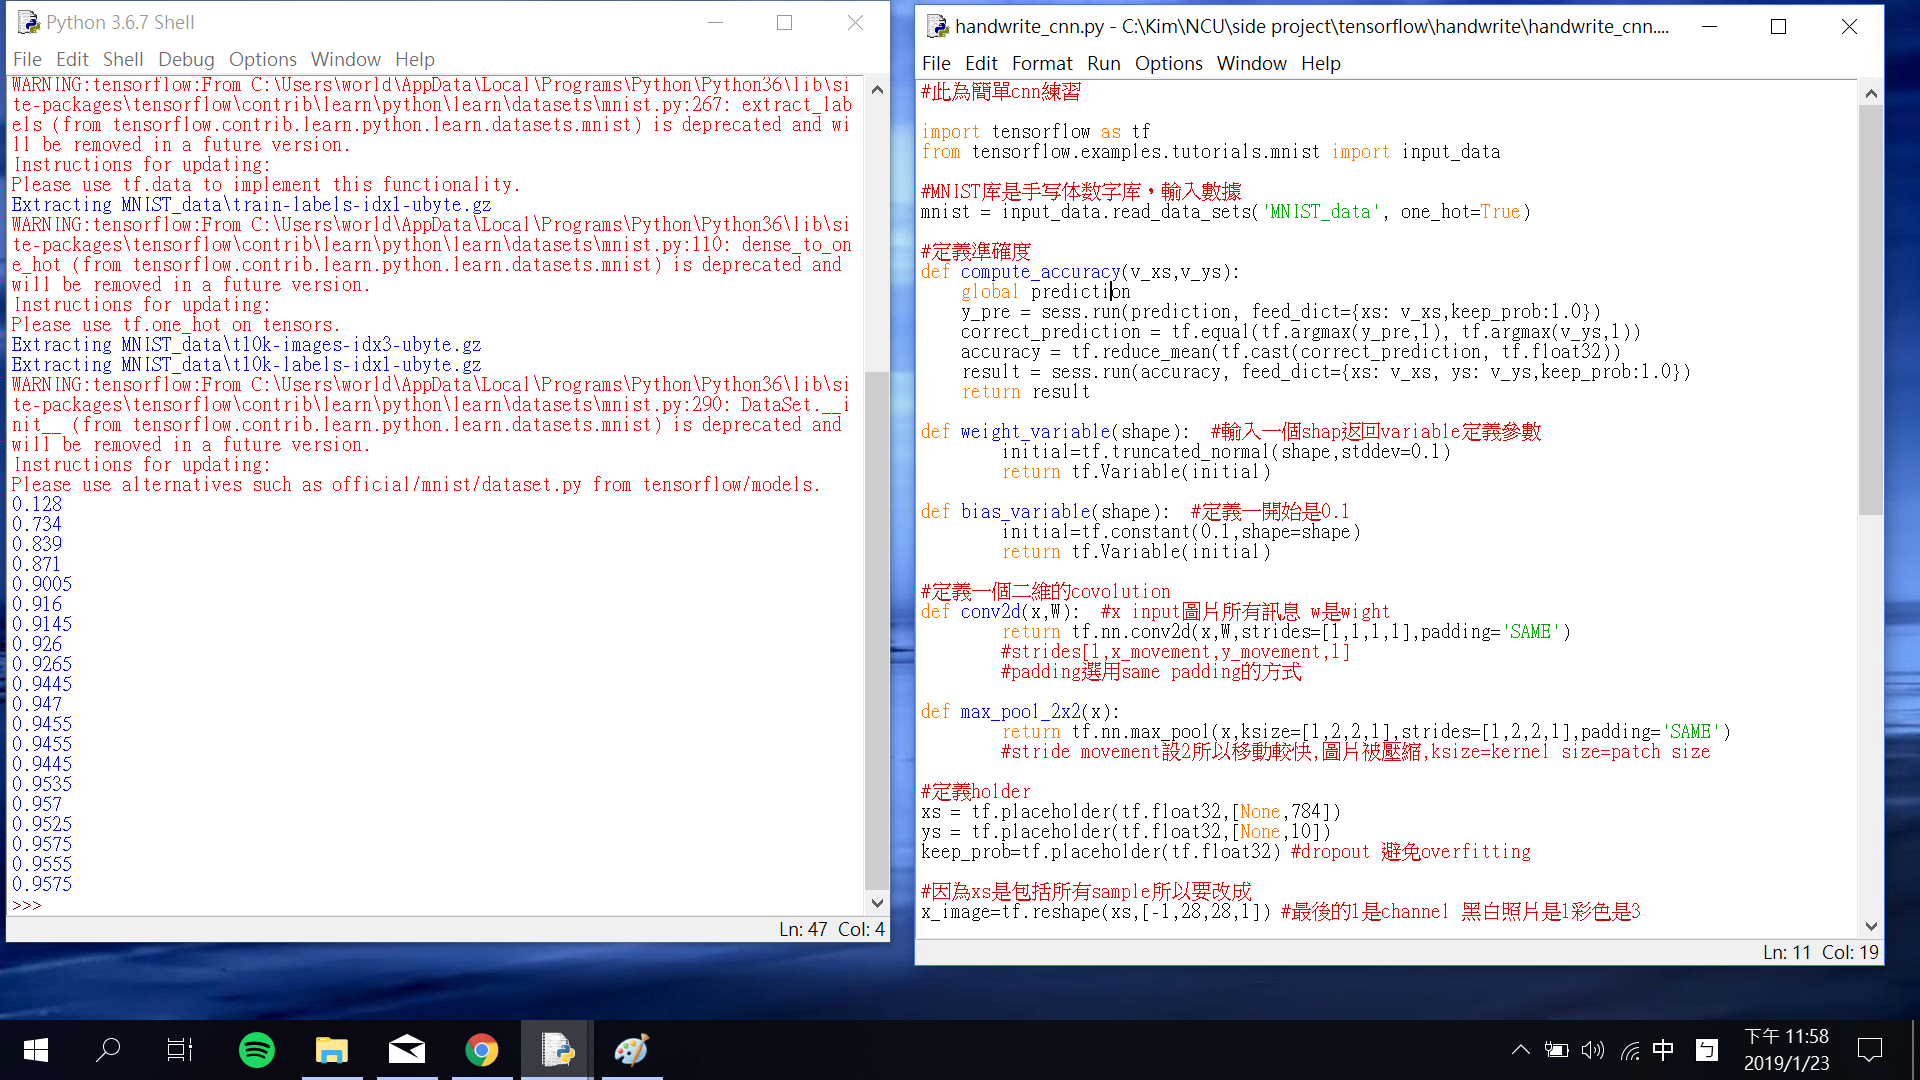 Python 3.6.7 Shell
File Edit Shell Debug Options Window Help
WARNING:tensorflow:From C:\Users\world\AppData\Local\Programs\Python\Python36\lib\si
te-packages\tensorflow\contrib\learn\python\learn\datasets\mnist.py:267: extract_lab
els (from tensorflow.contrib.learn.python.learn.datasets.mnist) is deprecated and wi
ll be removed in a future version.
Instructions for updating:
Please use tf.data to implement this functionality.
Extracting MNIST_data\train-labels-idx1-ubyte.gz
WARNING:tensorflow:From C:\Users\world\AppData\Local\Programs\Python\Python36\lib\si
te-packages\tensorflow\contrib\learn\python\learn\datasets\mnist.py:110: dense_to_on
e_hot (from tensorflow.contrib.learn.python.learn.datasets.mnist) is deprecated and
will be removed in a future version.
Instructions for updating:
Please use tf.one_hot on tensors.
Extracting MNIST_data\t10k-images-idx3-ubyte.gz
Extracting MNIST_data\t10k-labels-idx1-ubyte.gz
WARNING:tensorflow:From C:\Users\world\AppData\Local\Programs\Python\Python36\lib\si
te-packages\tensorflow\contrib\learn\python\learn\datasets\mnist.py:290: DataSet.__i
nit__ (from tensorflow.contrib.learn.python.learn.datasets.mnist) is deprecated and
will be removed in a future version.
Instructions for updating:
Please use alternatives such as official/mnist/dataset.py from tensorflow/models.
0.128
0.734
0.839
0.871
0.9005
0.916
0.9145
0.926
0.9265
0.9445
0.947
0.9455
0.9455
0.9445
0.9535
0.957
0.9525
0.9575
0.9555
0.9575
>>>
Ln: 47 Col: 4
handwrite_cnn.py - C:\Kim\NCU\side project\tensorflow\handwrite\handwrite_cnn....
File Edit Format Run Options Window Help
#此為簡單cnn練習
import tensorflow as tf
from tensorflow.examples.tutorials.mnist import input_data
#MNIST库是手写体数字库，輸入數據
mnist = input_data.read_data_sets('MNIST_data', one_hot=True)
#定義準確度
def compute_accuracy(v_xs,v_ys):
    global prediction
    y_pre = sess.run(prediction, feed_dict={xs: v_xs,keep_prob:1.0})
    correct_prediction = tf.equal(tf.argmax(y_pre,1), tf.argmax(v_ys,1))
    accuracy = tf.reduce_mean(tf.cast(correct_prediction, tf.float32))
    result = sess.run(accuracy, feed_dict={xs: v_xs, ys: v_ys,keep_prob:1.0})
    return result
def weight_variable(shape):  #輸入一個shap返回variable定義參數
        initial=tf.truncated_normal(shape,stddev=0.1)
        return tf.Variable(initial)
def bias_variable(shape):  #定義一開始是0.1
        initial=tf.constant(0.1,shape=shape)
        return tf.Variable(initial)
#定義一個二維的covolution
def conv2d(x,W):  #x input圖片所有訊息 w是wight
        return tf.nn.conv2d(x,W,strides=[1,1,1,1],padding='SAME')
        #strides[1,x_movement,y_movement,1]
        #padding選用same padding的方式
def max_pool_2x2(x):
        return tf.nn.max_pool(x,ksize=[1,2,2,1],strides=[1,2,2,1],padding='SAME')
        #stride movement設2所以移動較快,圖片被壓縮,ksize=kernel size=patch size
#定義holder
xs = tf.placeholder(tf.float32,[None,784])
ys = tf.placeholder(tf.float32,[None,10])
keep_prob=tf.placeholder(tf.float32) #dropout 避免overfitting
#因為xs是包括所有sample所以要改成
x_image=tf.reshape(xs,[-1,28,28,1]) #最後的1是channel 黑白照片是1彩色是3
Ln: 11 Col: 19
中
ㄅ
下午 11:58
2019/1/23